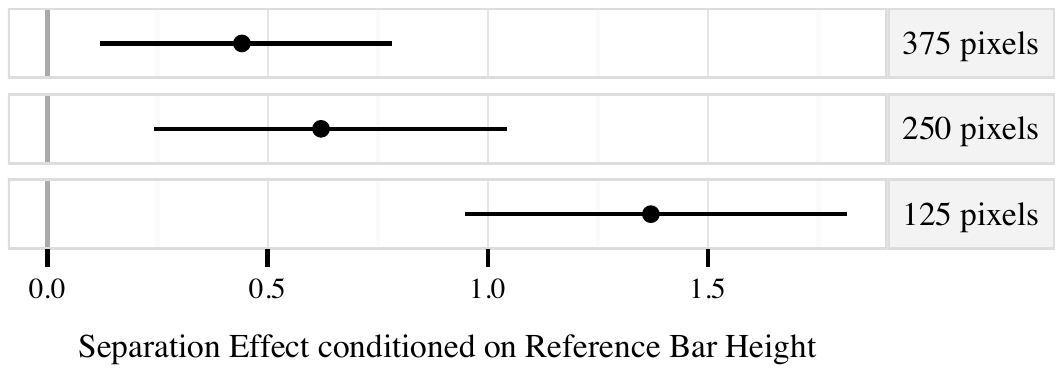 375 pixels
250 pixels
125 pixels
0.0 0.5 1.0 1.5
Separation Effect conditioned on Reference Bar Height